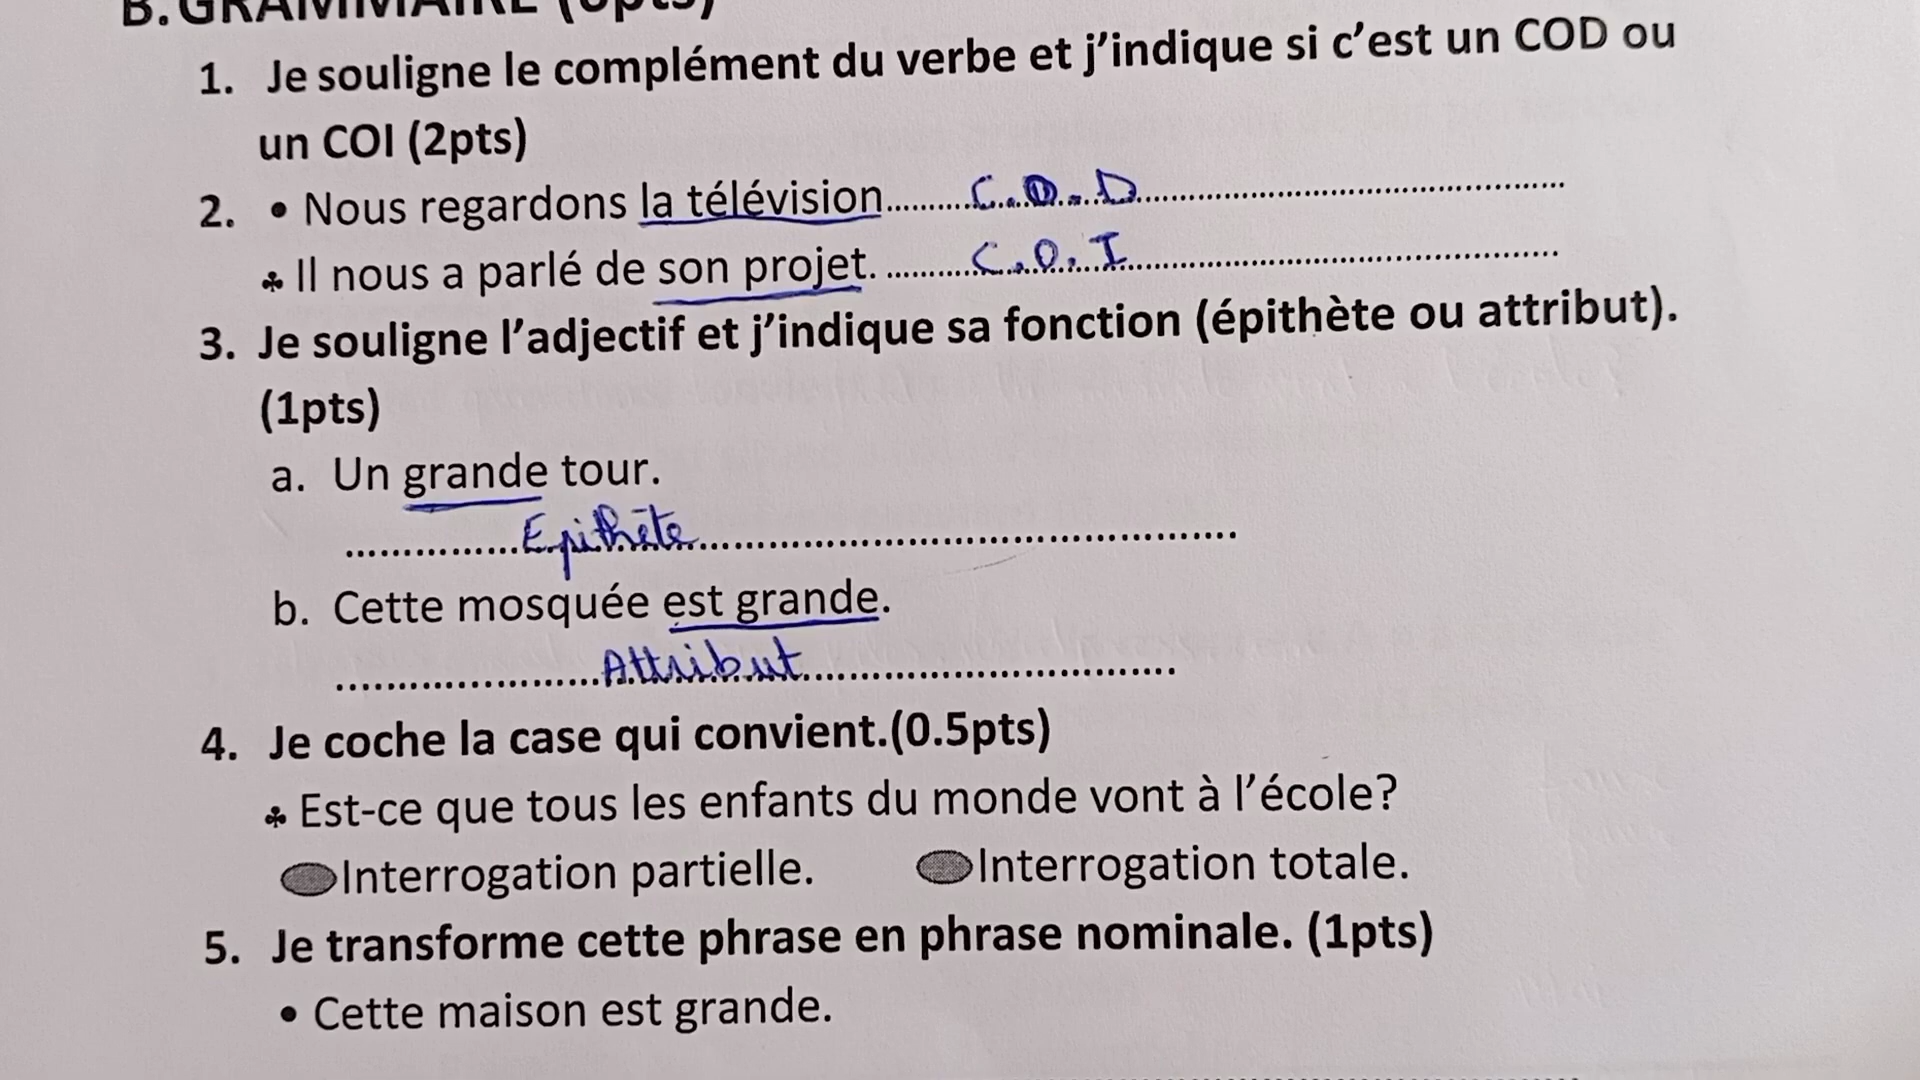 B. GRAMMAIRE (6pts)
1. Je souligne le complément du verbe et j’indique si c’est un COD ou
un COI (2pts)
2. • Nous regardons la télévision..........C.O.D..........
♣ Il nous a parlé de son projet. ..........C.O.I..........
3. Je souligne l’adjectif et j’indique sa fonction (épithète ou attribut).
(1pts)
a. Un grande tour.
..........Epithète..........
b. Cette mosquée est grande.
..........Attribut..........
4. Je coche la case qui convient.(0.5pts)
♣ Est-ce que tous les enfants du monde vont à l’école?
Interrogation partielle. Interrogation totale.
5. Je transforme cette phrase en phrase nominale. (1pts)
• Cette maison est grande.